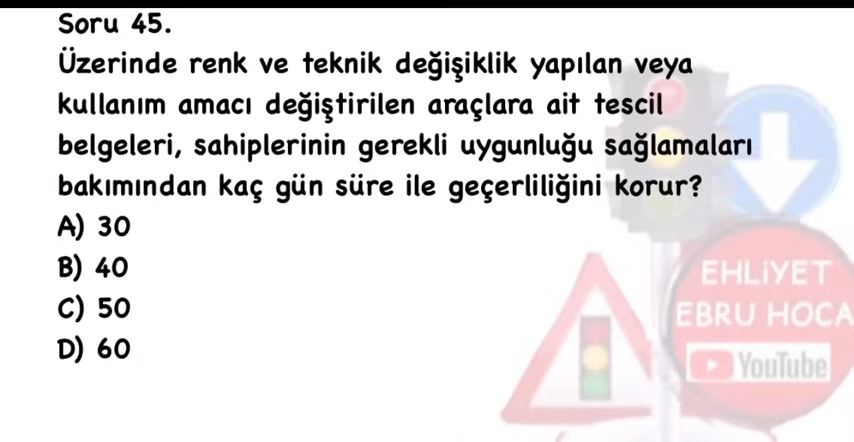 Soru 45.
Üzerinde renk ve teknik değişiklik yapılan veya
kullanım amacı değiştirilen araçlara ait tescil
belgeleri, sahiplerinin gerekli uygunluğu sağlamaları
bakımından kaç gün süre ile geçerliliğini korur?
A) 30
B) 40
C) 50
D) 60
EHLİYET
EBRU HOCA
YouTube